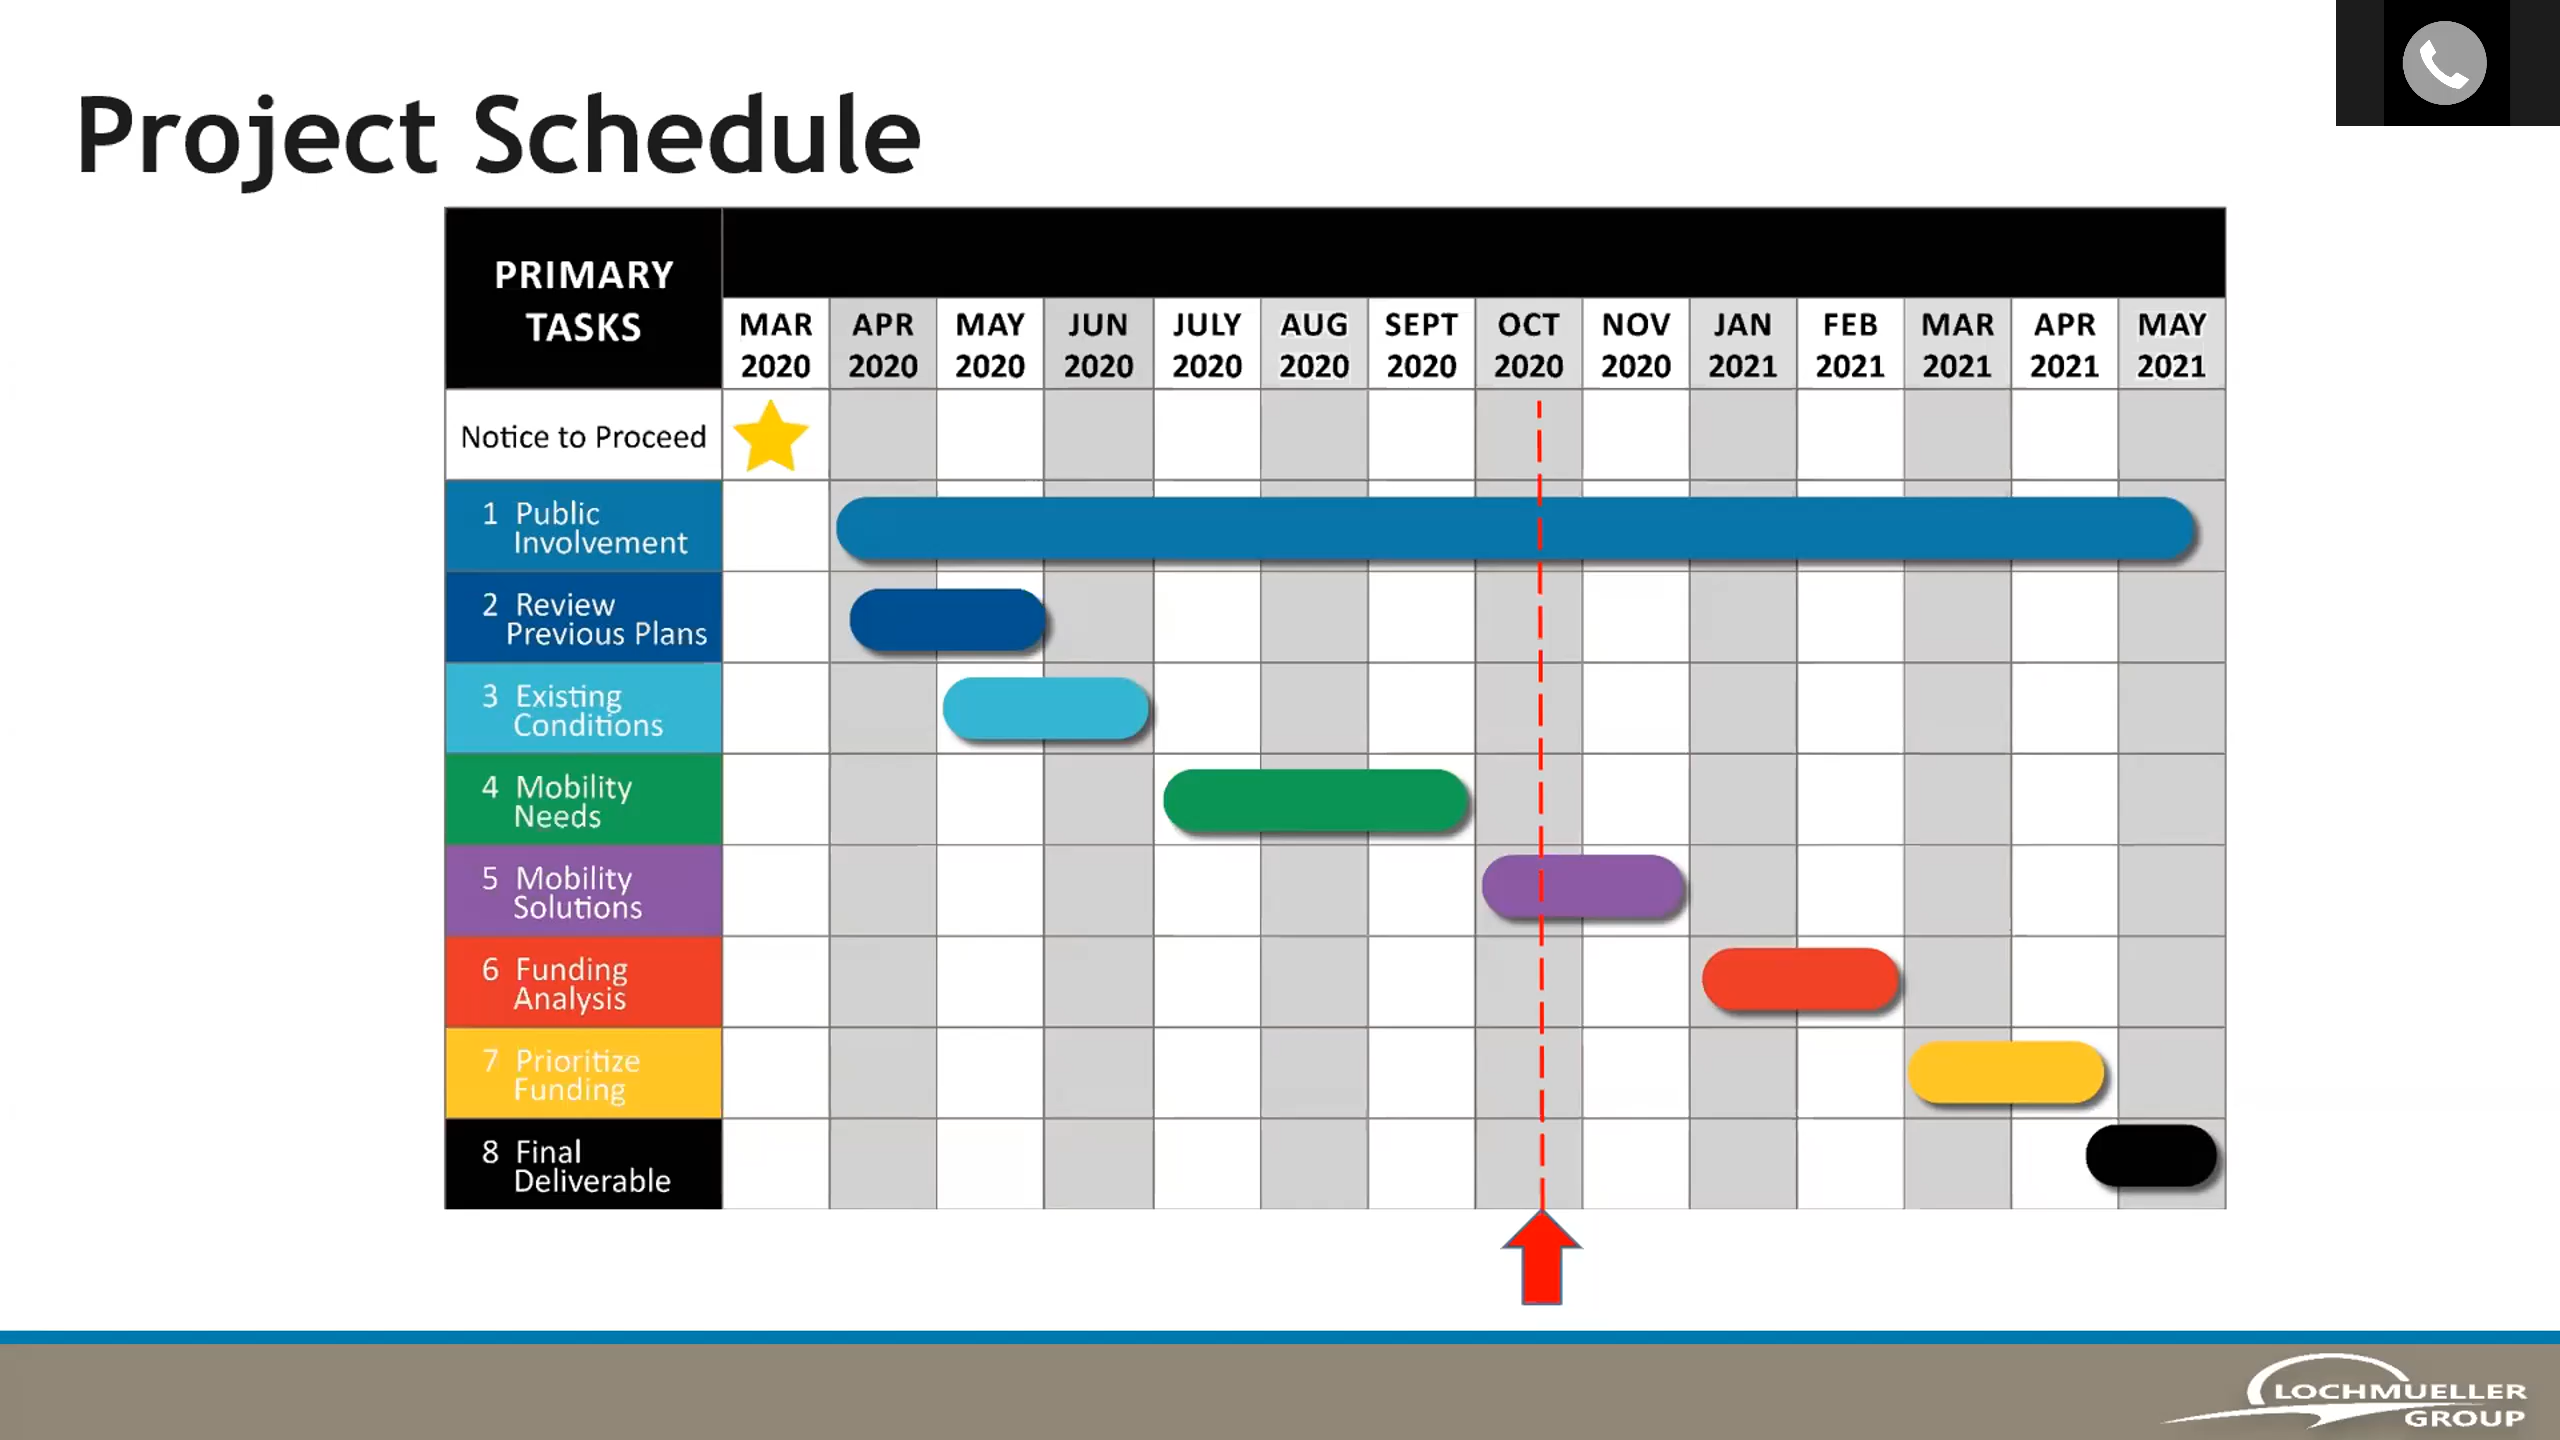 Project Schedule
PRIMARY
TASKS
MAR
2020
APR
2020
MAY
2020
JUN
2020
JULY
2020
AUG
2020
SEPT
2020
OCT
2020
NOV
2020
JAN
2021
FEB
2021
MAR
2021
APR
2021
MAY
2021
Notice to Proceed
1 Public
Involvement
2 Review
Previous Plans
3 Existing
Conditions
4 Mobility
Needs
5 Mobility
Solutions
6 Funding
Analysis
7 Prioritize
Funding
8 Final
Deliverable
LOCHMUELLER
GROUP